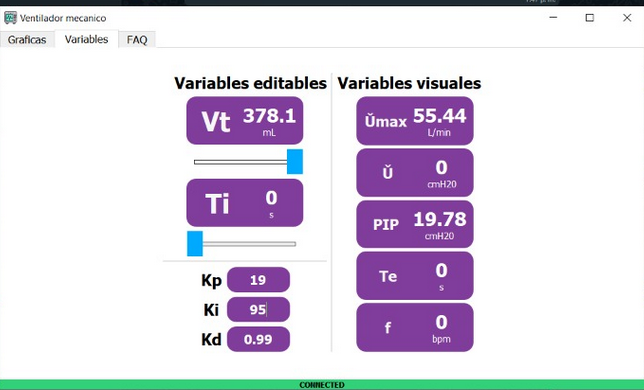 Ventilador mecanico
Graficas Variables FAQ
Variables editables
Vt 378.1
mL
Ti 0
s
Kp 19
Ki 95
Kd 0.99
Variables visuales
Ŭmax 55.44
L/min
Ŭ 0
cmH20
PIP 19.78
cmH20
Te 0
s
f 0
bpm
CONNECTED